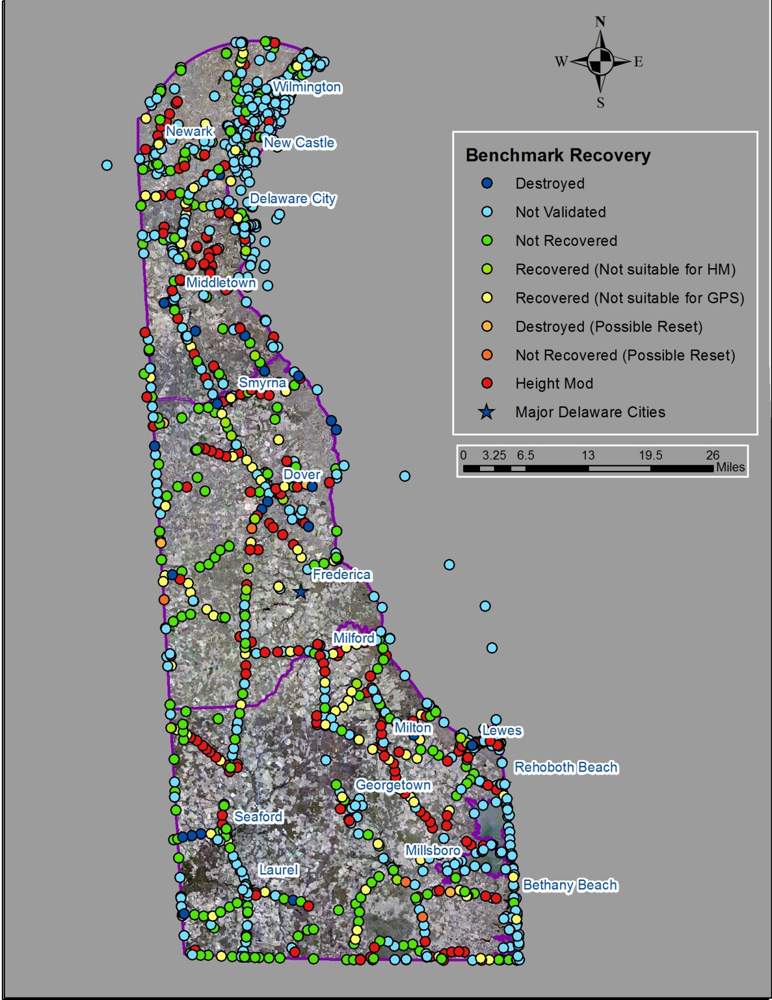 N
W E
S
Wilmington
Newark
New Castle
Delaware City
Middletown
Smyrna
Dover
Frederica
Milford
Milton
Lewes
Rehoboth Beach
Georgetown
Seaford
Millsboro
Laurel
Bethany Beach
Benchmark Recovery
Destroyed
Not Validated
Not Recovered
Recovered (Not suitable for HM)
Recovered (Not suitable for GPS)
Destroyed (Possible Reset)
Not Recovered (Possible Reset)
Height Mod
Major Delaware Cities
0 3.25 6.5 13 19.5 26
Miles